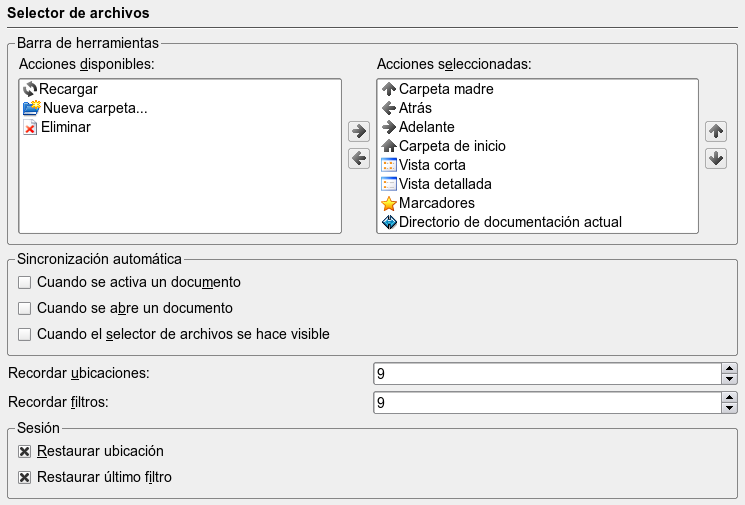 Selector de archivos
Barra de herramientas
Acciones disponibles:
Recargar
Nueva carpeta...
Eliminar
Acciones seleccionadas:
Carpeta madre
Atrás
Adelante
Carpeta de inicio
Vista corta
Vista detallada
Marcadores
Directorio de documentación actual
Sincronización automática
Cuando se activa un documento
Cuando se abre un documento
Cuando el selector de archivos se hace visible
Recordar ubicaciones: 9
Recordar filtros: 9
Sesión
Restaurar ubicación
Restaurar último filtro